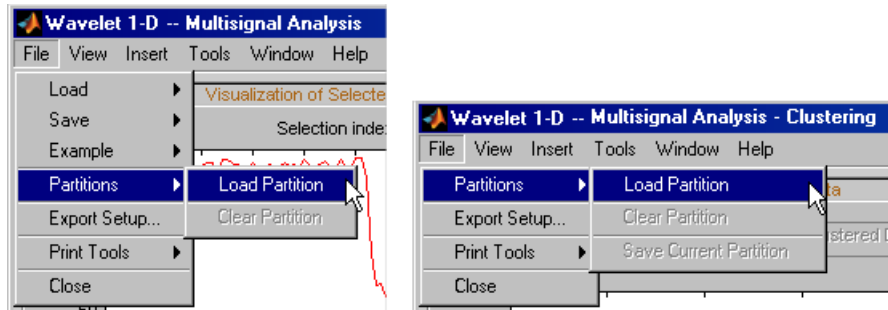 Wavelet 1-D -- Multisignal Analysis
File View Insert Tools Window Help
Load
Save
Example
Partitions
Export Setup...
Print Tools
Close
Visualization of Selecte
Selection inde
Load Partition
Clear Partition
Wavelet 1-D -- Multisignal Analysis - Clustering
File View Insert Tools Window Help
Partitions
Export Setup...
Print Tools
Close
Load Partition
Clear Partition
Save Current Partition
ta
stered D